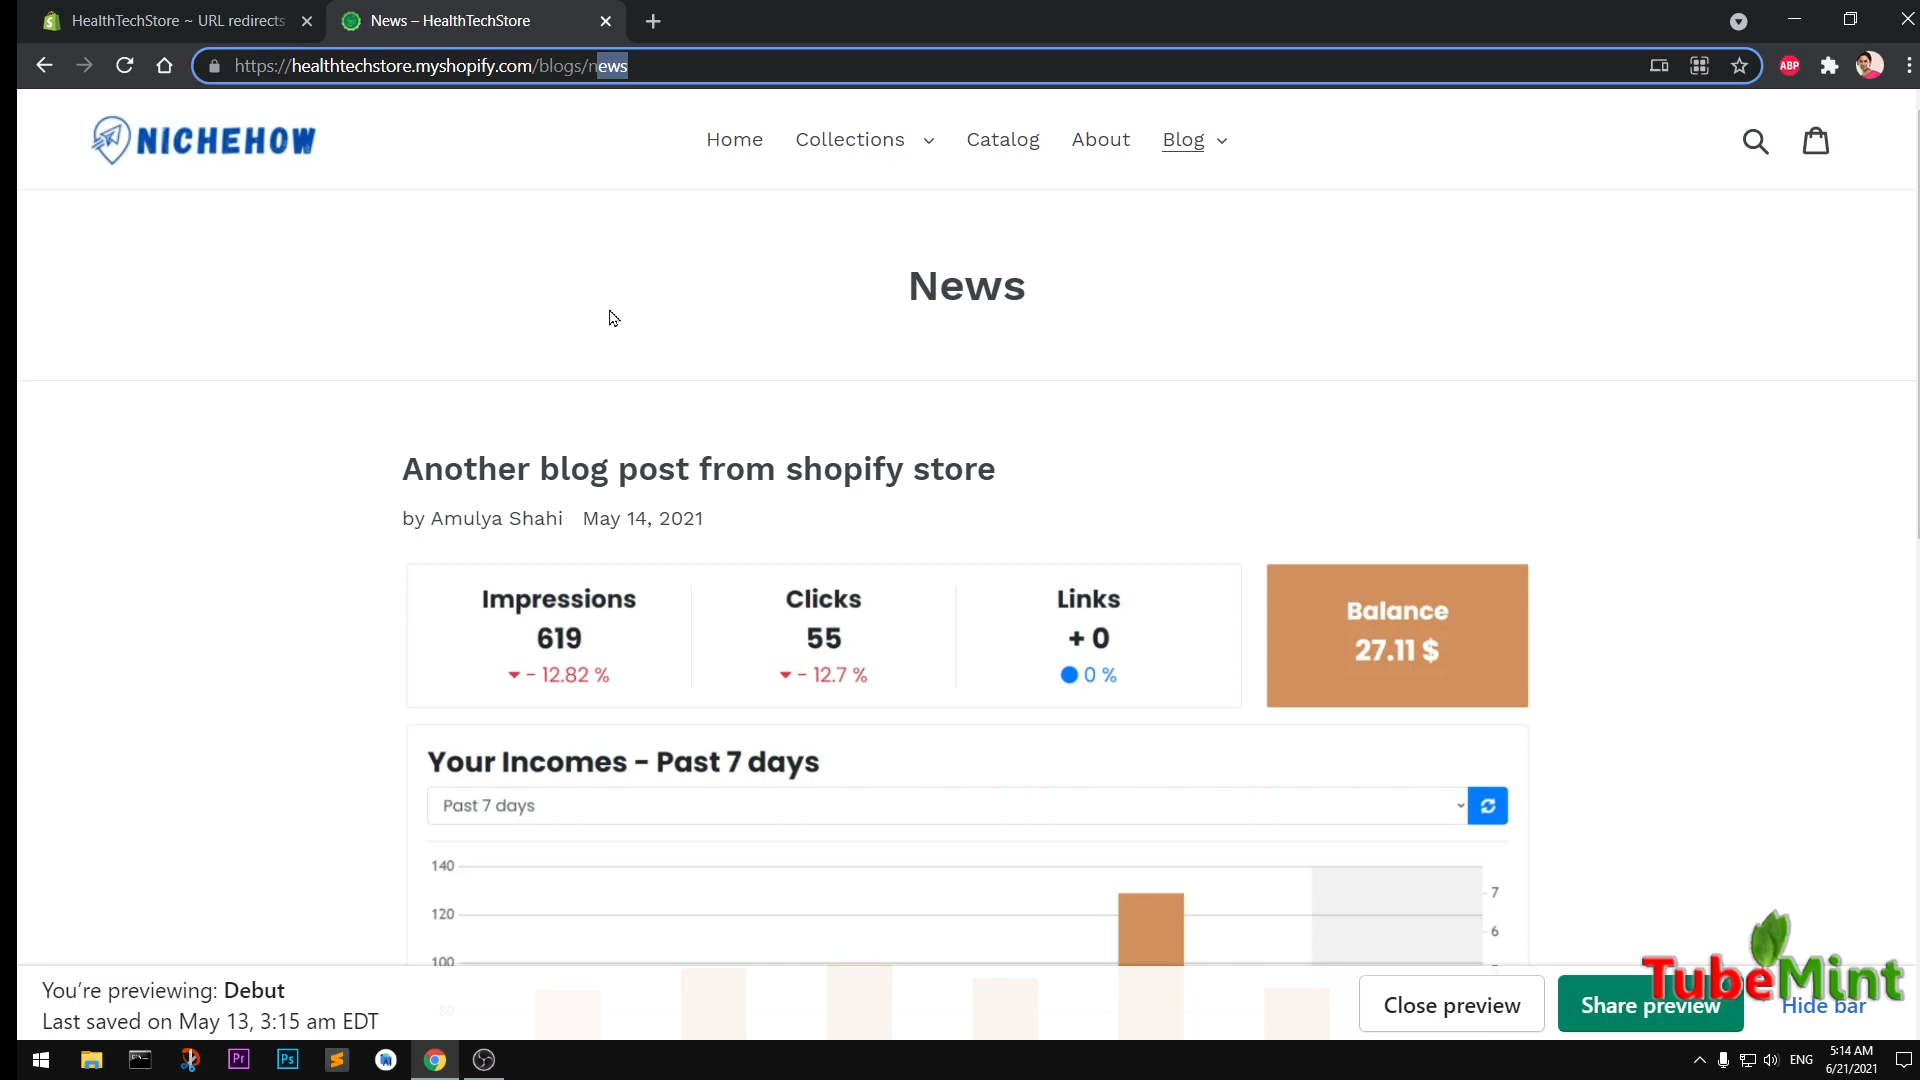 HealthTechStore ~ URL redirects
News – HealthTechStore
https://healthtechstore.myshopify.com/blogs/news
ABP
NICHEHOW
Home Collections Catalog About Blog
News
Another blog post from shopify store
by Amulya Shahi May 14, 2021
Impressions Clicks Links
619 55 + 0
- 12.82 % - 12.7 % 0 %
Balance
27.11 $
Your Incomes - Past 7 days
Past 7 days
140
120
100
80
7
6
You're previewing: Debut
Last saved on May 13, 3:15 am EDT
Close preview
Share preview
Hide bar
TubeMint
Pr
Ps
ENG
5:14 AM
6/21/2021